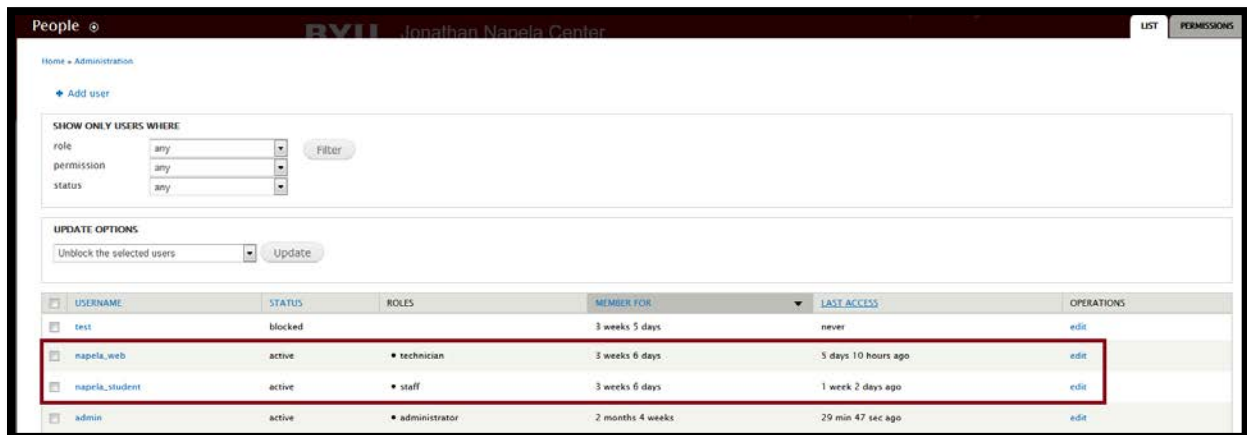 People
BYU Jonathan Napela Center
LIST PERMISSIONS
Home » Administration
+ Add user
SHOW ONLY USERS WHERE
role any Filter
permission any
status any
UPDATE OPTIONS
Unblock the selected users Update
USERNAME STATUS ROLES MEMBER FOR LAST ACCESS OPERATIONS
test blocked 3 weeks 5 days never edit
napela_web active • technician 3 weeks 6 days 5 days 10 hours ago edit
napela_student active • staff 3 weeks 6 days 1 week 2 days ago edit
admin active • administrator 2 months 4 weeks 29 min 47 sec ago edit